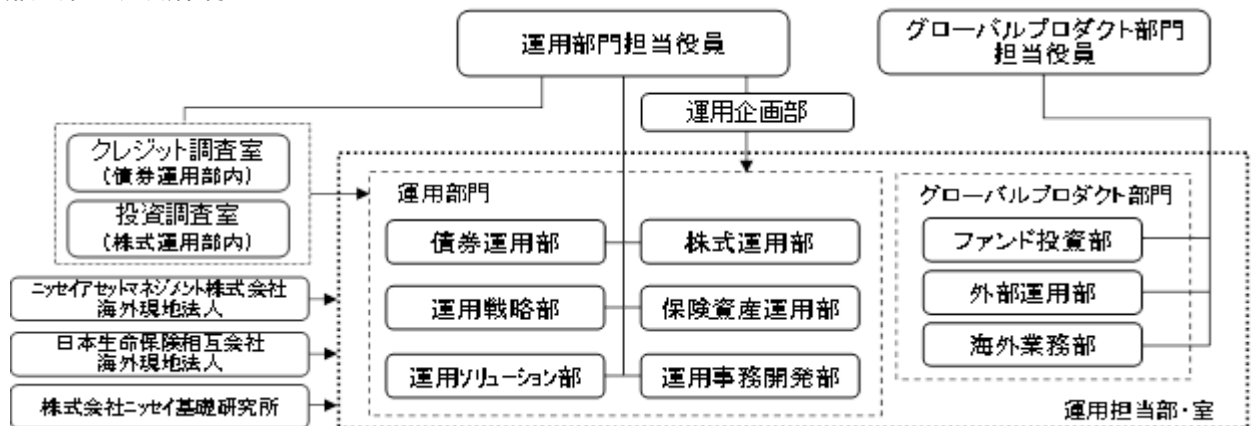 運用部門担当役員
グローバルプロダクト部門
担当役員
運用企画部
クレジット調査室
(債券運用部内)
投資調査室
(株式運用部内)
運用部門
債券運用部
株式運用部
運用戦略部
保険資産運用部
運用ソリューション部
運用事務開発部
グローバルプロダクト部門
ファンド投資部
外部運用部
海外業務部
ニッセイアセットマネジメント株式会社
海外現地法人
日本生命保険相互会社
海外現地法人
株式会社ニッセイ基礎研究所
運用担当部・室